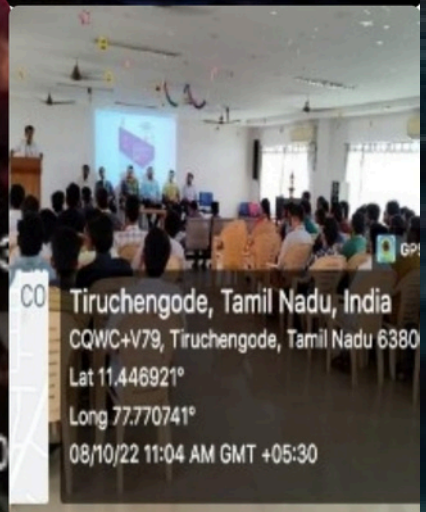 GPS
CO
Tiruchengode, Tamil Nadu, India
CQWC+V79, Tiruchengode, Tamil Nadu 6380
Lat 11.446921°
Long 77.770741°
08/10/22 11:04 AM GMT +05:30